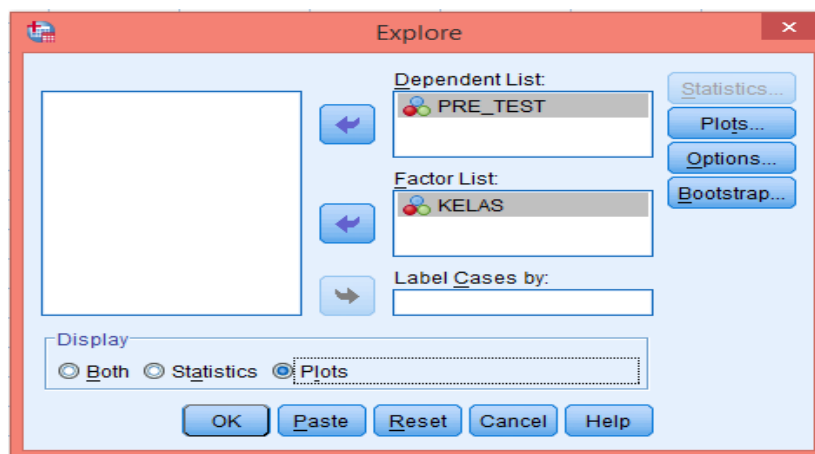 Explore
Dependent List:
PRE_TEST
Statistics...
Plots...
Options...
Bootstrap...
Factor List:
KELAS
Label Cases by:
Display
Both Statistics Plots
OK Paste Reset Cancel Help